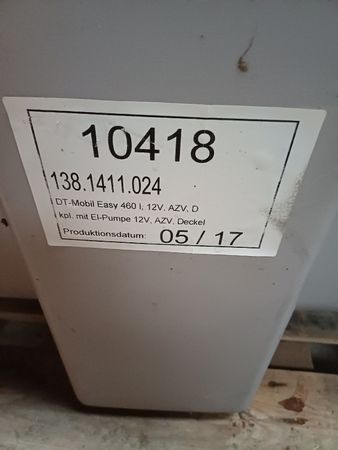 10418
138.1411.024
DT-Mobil Easy 460 l, 12V, AZV, D
kpl. mit El-Pumpe 12V, AZV, Deckel
Produktionsdatum: 05 / 17